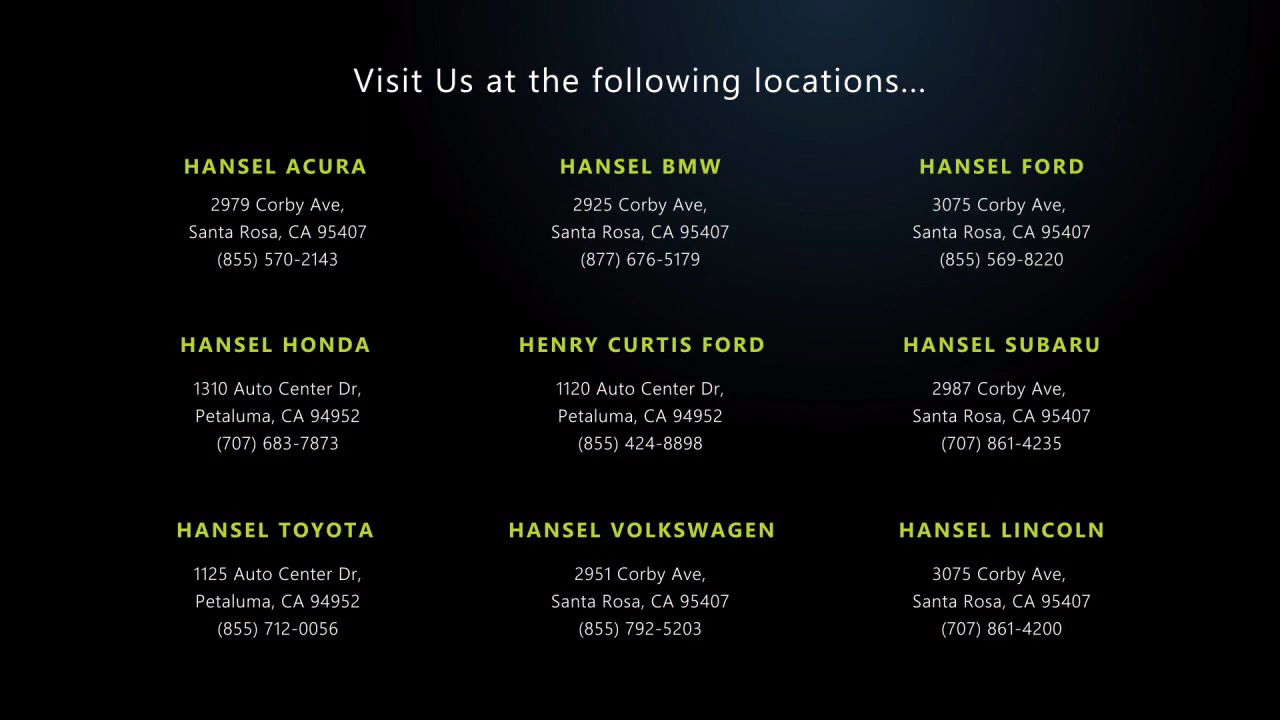 Visit Us at the following locations...
HANSEL ACURA
2979 Corby Ave,
Santa Rosa, CA 95407
(855) 570-2143
HANSEL BMW
2925 Corby Ave,
Santa Rosa, CA 95407
(877) 676-5179
HANSEL FORD
3075 Corby Ave,
Santa Rosa, CA 95407
(855) 569-8220
HANSEL HONDA
1310 Auto Center Dr,
Petaluma, CA 94952
(707) 683-7873
HENRY CURTIS FORD
1120 Auto Center Dr,
Petaluma, CA 94952
(855) 424-8898
HANSEL SUBARU
2987 Corby Ave,
Santa Rosa, CA 95407
(707) 861-4235
HANSEL TOYOTA
1125 Auto Center Dr,
Petaluma, CA 94952
(855) 712-0056
HANSEL VOLKSWAGEN
2951 Corby Ave,
Santa Rosa, CA 95407
(855) 792-5203
HANSEL LINCOLN
3075 Corby Ave,
Santa Rosa, CA 95407
(707) 861-4200